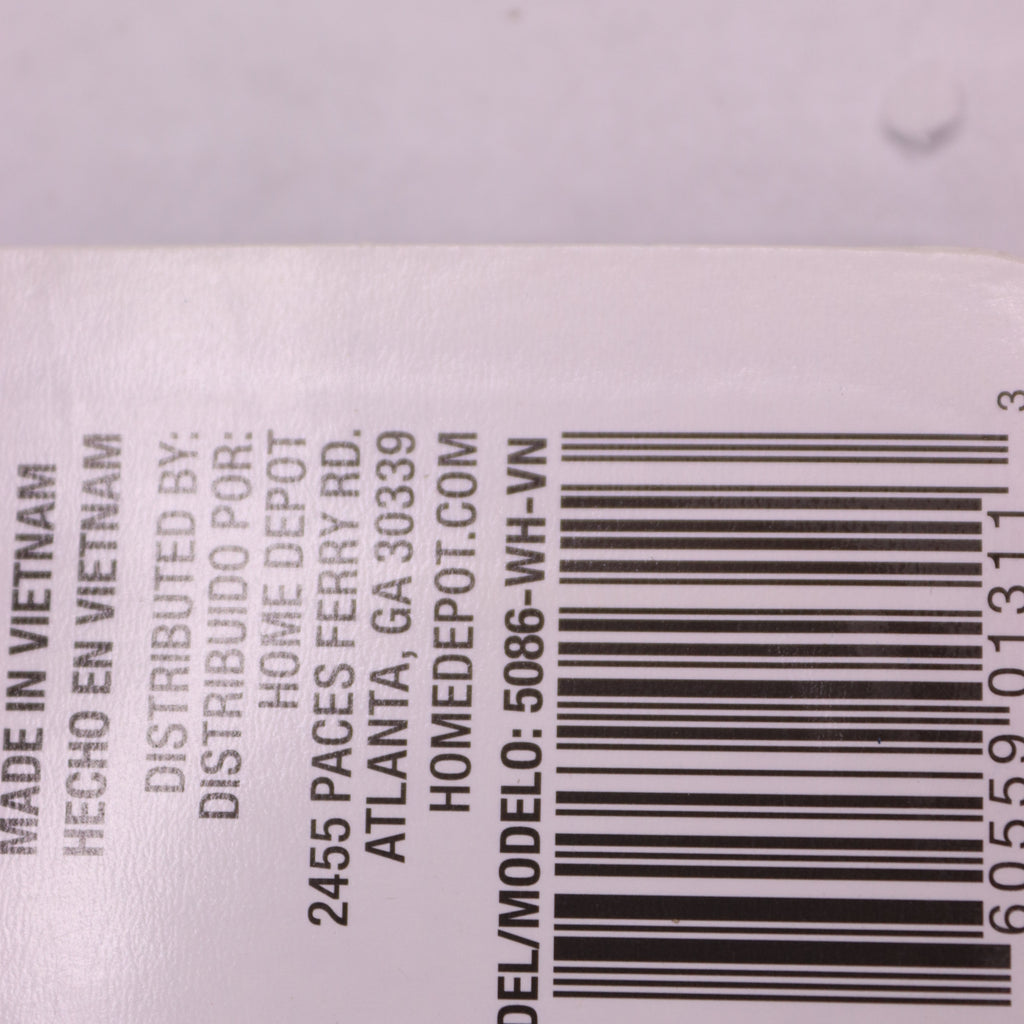 MADE IN VIETNAM
HECHO EN VIETNAM
DISTRIBUTED BY:
DISTRIBUIDO POR:
HOME DEPOT
2455 PACES FERRY RD.
ATLANTA, GA 30339
HOMEDEPOT.COM
DEL/MODELO: 5086-WH-VN
60559 01311 3